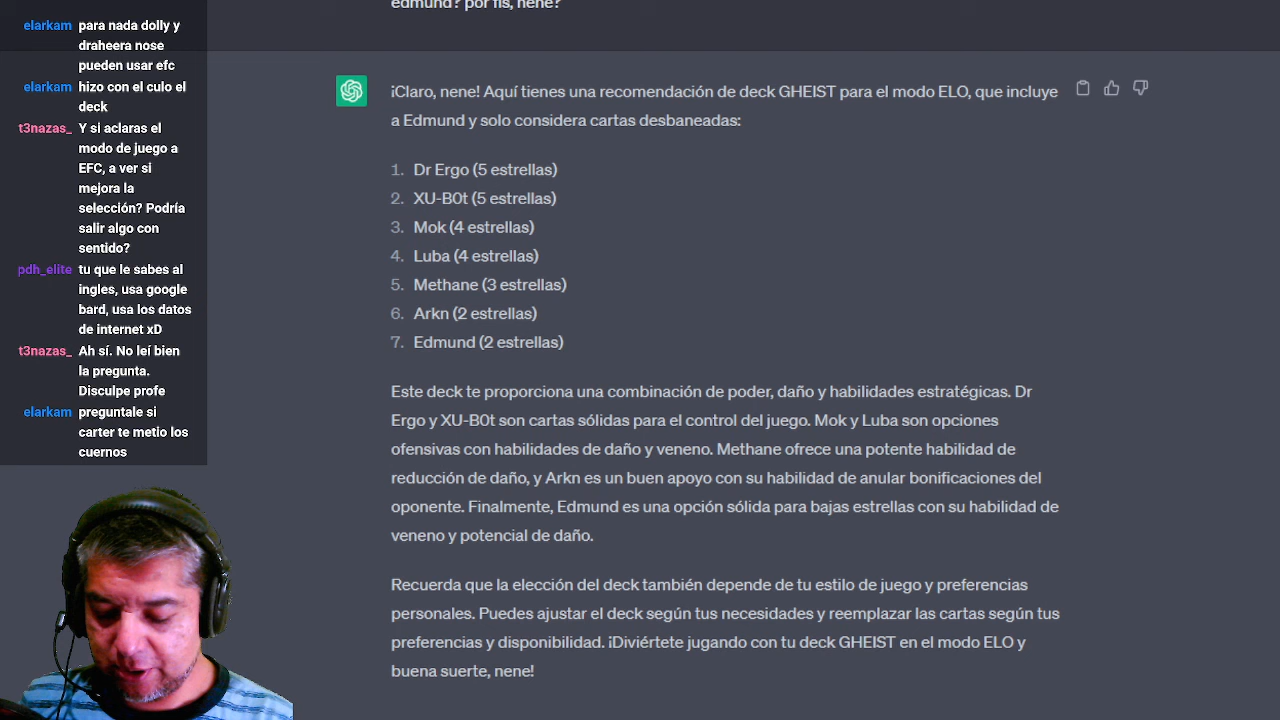 elarkam para nada dolly y
draheera nose
pueden usar efc
elarkam hizo con el culo el
deck
t3nazas_ Y si aclaras el
modo de juego a
EFC, a ver si
mejora la
selección? Podría
salir algo con
sentido?
pdh_elite tu que le sabes al
ingles, usa google
bard, usa los datos
de internet xD
t3nazas_ Ah sí. No leí bien
la pregunta.
Disculpe profe
elarkam preguntale si
carter te metio los
cuernos
edmund? por fis, nene?
¡Claro, nene! Aquí tienes una recomendación de deck GHEIST para el modo ELO, que incluye
a Edmund y solo considera cartas desbaneadas:
1. Dr Ergo (5 estrellas)
2. XU-B0t (5 estrellas)
3. Mok (4 estrellas)
4. Luba (4 estrellas)
5. Methane (3 estrellas)
6. Arkn (2 estrellas)
7. Edmund (2 estrellas)
Este deck te proporciona una combinación de poder, daño y habilidades estratégicas. Dr
Ergo y XU-B0t son cartas sólidas para el control del juego. Mok y Luba son opciones
ofensivas con habilidades de daño y veneno. Methane ofrece una potente habilidad de
reducción de daño, y Arkn es un buen apoyo con su habilidad de anular bonificaciones del
oponente. Finalmente, Edmund es una opción sólida para bajas estrellas con su habilidad de
veneno y potencial de daño.
Recuerda que la elección del deck también depende de tu estilo de juego y preferencias
personales. Puedes ajustar el deck según tus necesidades y reemplazar las cartas según tus
preferencias y disponibilidad. ¡Diviértete jugando con tu deck GHEIST en el modo ELO y
buena suerte, nene!